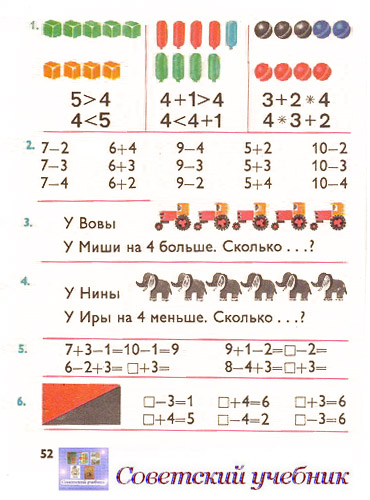 1.
5>4 4+1>4 3+2*4
4<5 4<4+1 4*3+2
2. 7–2 6+4 9–4 5+2 10–2
7–3 6+3 9–3 5+3 10–3
7–4 6+2 9–2 5+4 10–4
3. У Вовы
У Миши на 4 больше. Сколько . . .?
4. У Нины
У Иры на 4 меньше. Сколько . . .?
5. 7+3–1=10–1=9 9+1–2=□–2=
6–2+3=□+3= 8–4+3=□+3=
6. □–3=1 □+4=6 □+3=6
□+4=5 □–4=2 □–3=6
52
Советский учебник